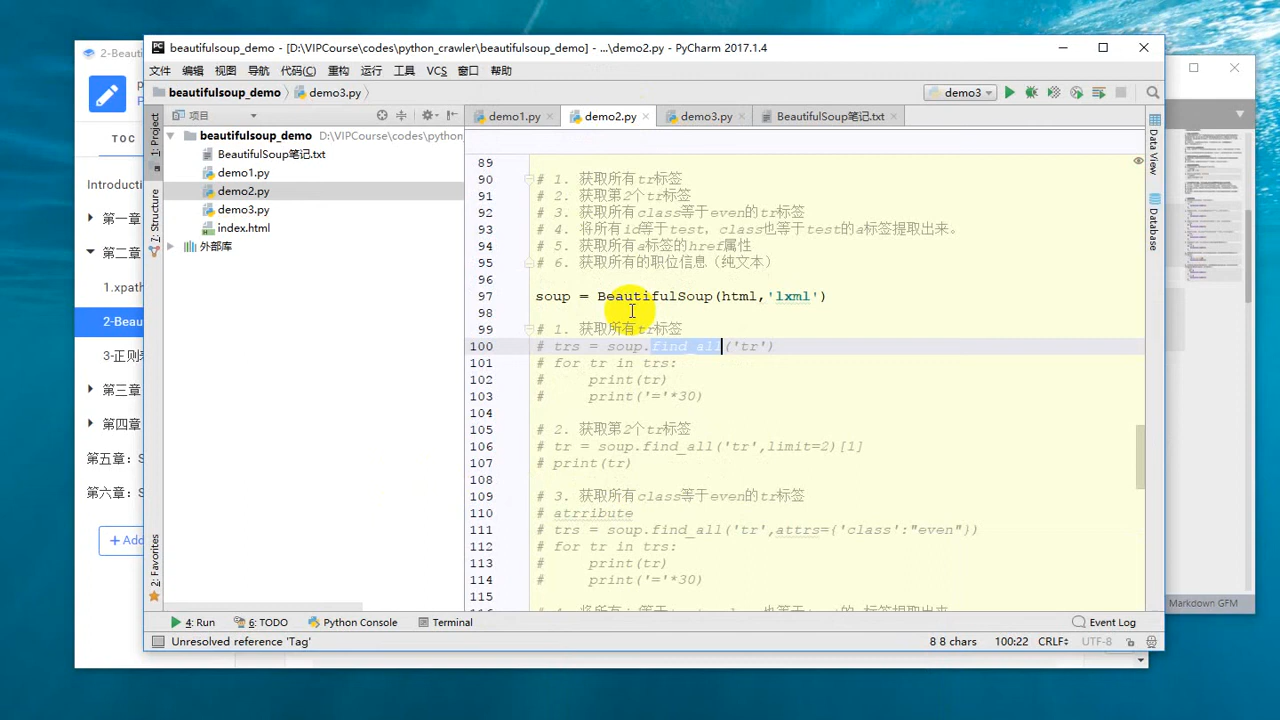 2-Beauti
beautifulsoup_demo - [D:\VIPCourse\codes\python_crawler\beautifulsoup_demo] - ...\demo2.py - PyCharm 2017.1.4
文件 编辑 视图 导航 代码(C) 重构 运行 工具 VCS 窗口 帮助
beautifulsoup_demo demo3.py
demo3
项目
demo1.py demo2.py demo3.py BeautifulSoup笔记.txt
TOC
Introducti
第一章
第二章
1.xpath
2-Beau
3-正则表
第三章
第四章
第五章：S
第六章：S
Add
1: Project
7: Structure
2: Favorites
beautifulsoup_demo D:\VIPCourse\codes\python
BeautifulSoup笔记.txt
demo1.py
demo2.py
demo3.py
index.html
外部库
89
90 # 1. 获取所有tr标签
91 # 2. 获取第2个tr标签
92 # 3. 获取所有class等于even的tr标签
93 # 4. 将所有id等于test，class也等于test的a标签提取出来。
94 # 5. 获取所有a标签的href属性
95 # 6. 获取所有的职位信息（纯文本）
96
97 soup = BeautifulSoup(html,'lxml')
98
99 # 1. 获取所有tr标签
100 # trs = soup.find_all('tr')
101 # for tr in trs:
102 #     print(tr)
103 #     print('='*30)
104
105 # 2. 获取第2个tr标签
106 # tr = soup.find_all('tr',limit=2)[1]
107 # print(tr)
108
109 # 3. 获取所有class等于even的tr标签
110 # atrribute
111 # trs = soup.find_all('tr',attrs={'class':"even"})
112 # for tr in trs:
113 #     print(tr)
114 #     print('='*30)
115
Data View
Database
4: Run 6: TODO Python Console Terminal Event Log
Unresolved reference 'Tag' 8 8 chars 100:22 CRLF UTF-8
Markdown GFM